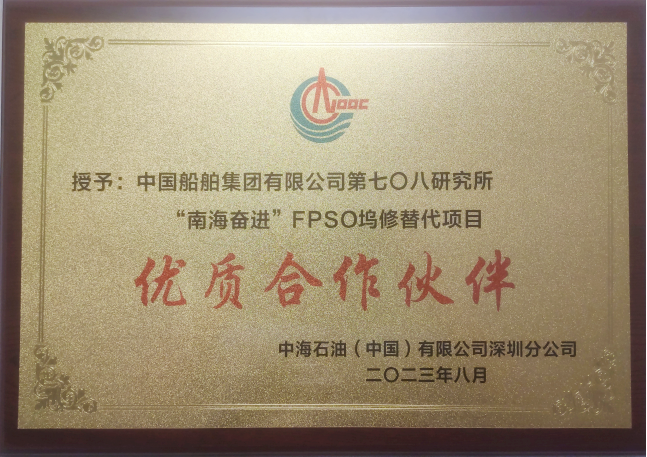 CNOOC
授予：中国船舶集团有限公司第七〇八研究所
“南海奋进”FPSO坞修替代项目
优质合作伙伴
中海石油（中国）有限公司深圳分公司
二〇二三年八月